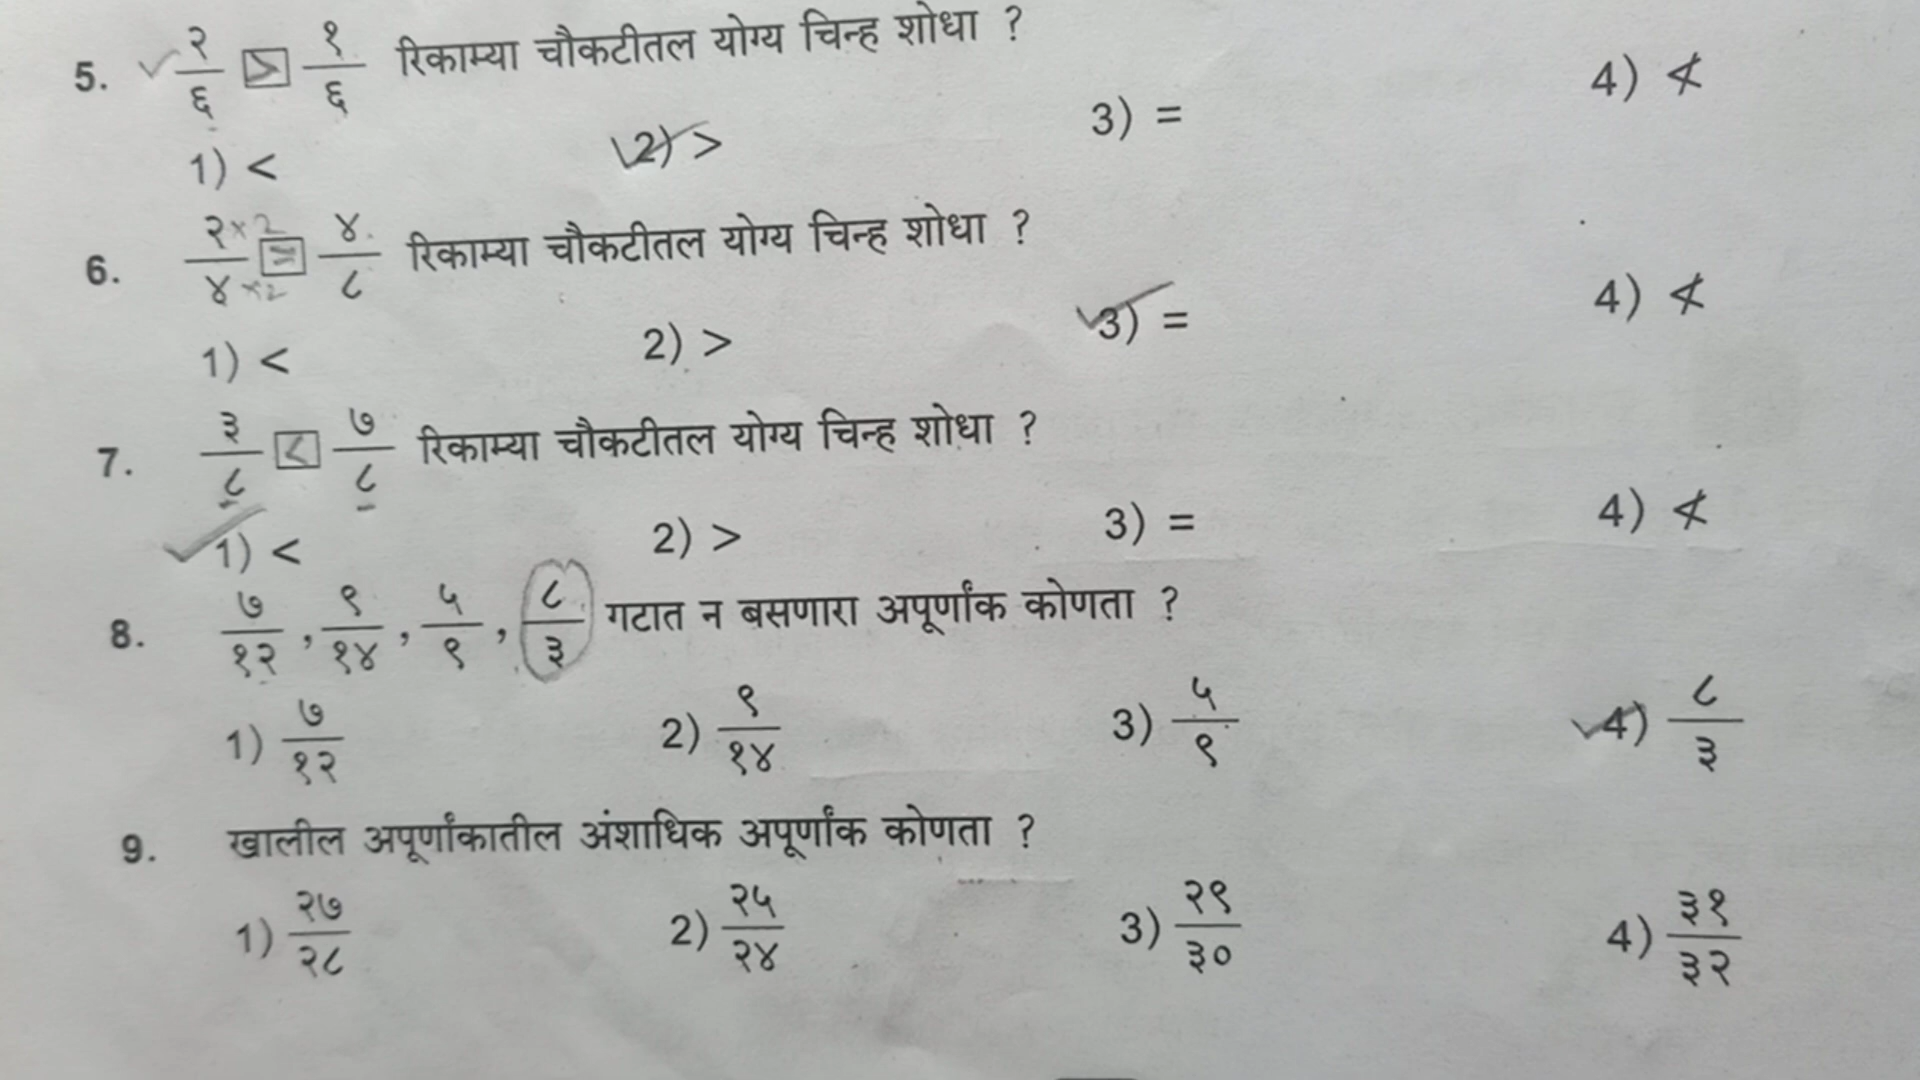 5. २/६ > १/६ रिकाम्या चौकटीतल योग्य चिन्ह शोधा ?
1) < 2) > 3) = 4) ≮
6. २×2/४×2 = ४/८ रिकाम्या चौकटीतल योग्य चिन्ह शोधा ?
1) < 2) > 3) = 4) ≮
7. ३/८ < ७/८ रिकाम्या चौकटीतल योग्य चिन्ह शोधा ?
1) < 2) > 3) = 4) ≮
8. ७/१२, ९/१४, ५/९, ८/३ गटात न बसणारा अपूर्णांक कोणता ?
1) ७/१२ 2) ९/१४ 3) ५/९ 4) ८/३
9. खालील अपूर्णांकातील अंशाधिक अपूर्णांक कोणता ?
1) २७/२८ 2) २५/२४ 3) २९/३० 4) ३१/३२